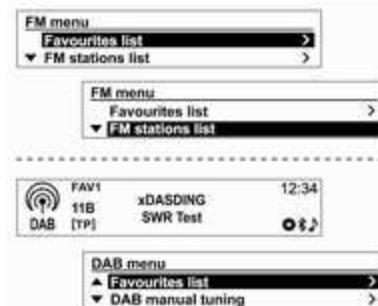 FM menu
Favourites list
FM stations list
FM menu
Favourites list
FM stations list
FAV1
12:34
xDASDING
11B
SWR Test
DAB
[TP]
DAB menu
Favourites list
DAB manual tuning